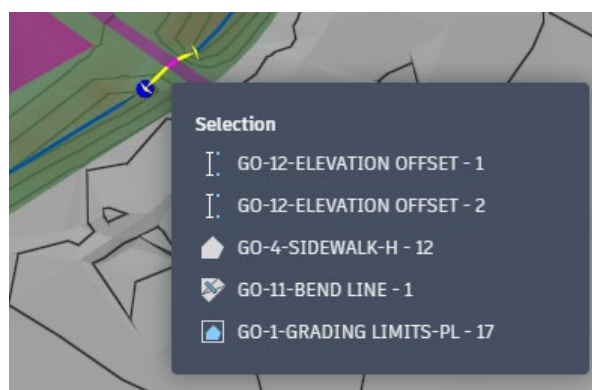 Selection
GO-12-ELEVATION OFFSET - 1
GO-12-ELEVATION OFFSET - 2
GO-4-SIDEWALK-H - 12
GO-11-BEND LINE - 1
GO-1-GRADING LIMITS-PL - 17